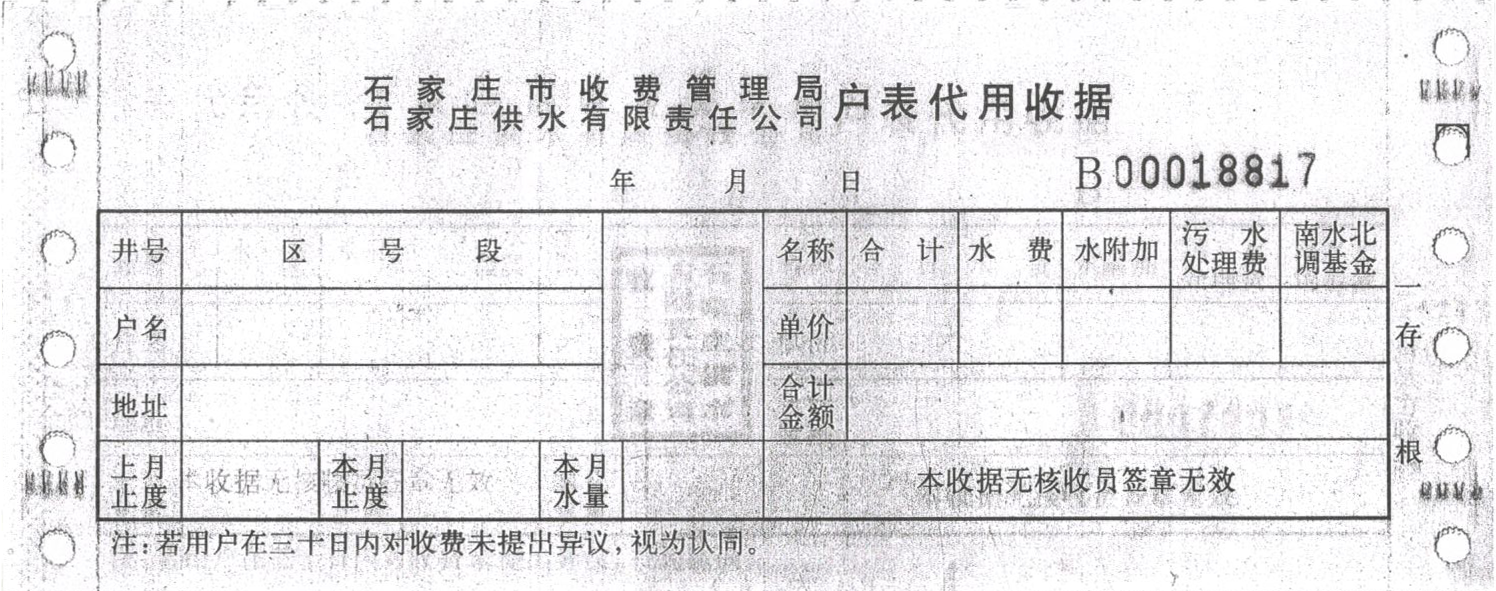 石家庄市收费管理局
石家庄供水有限责任公司 户表代用收据
年 月 日 B 00018817
井号 区 号 段 名称 合 计 水 费 水附加 污水处理费 南水北调基金
户名 单价
地址 合计金额
上月止度 本月止度 本月水量 本收据无核收员签章无效
一存根
注:若用户在三十日内对收费未提出异议,视为认同。